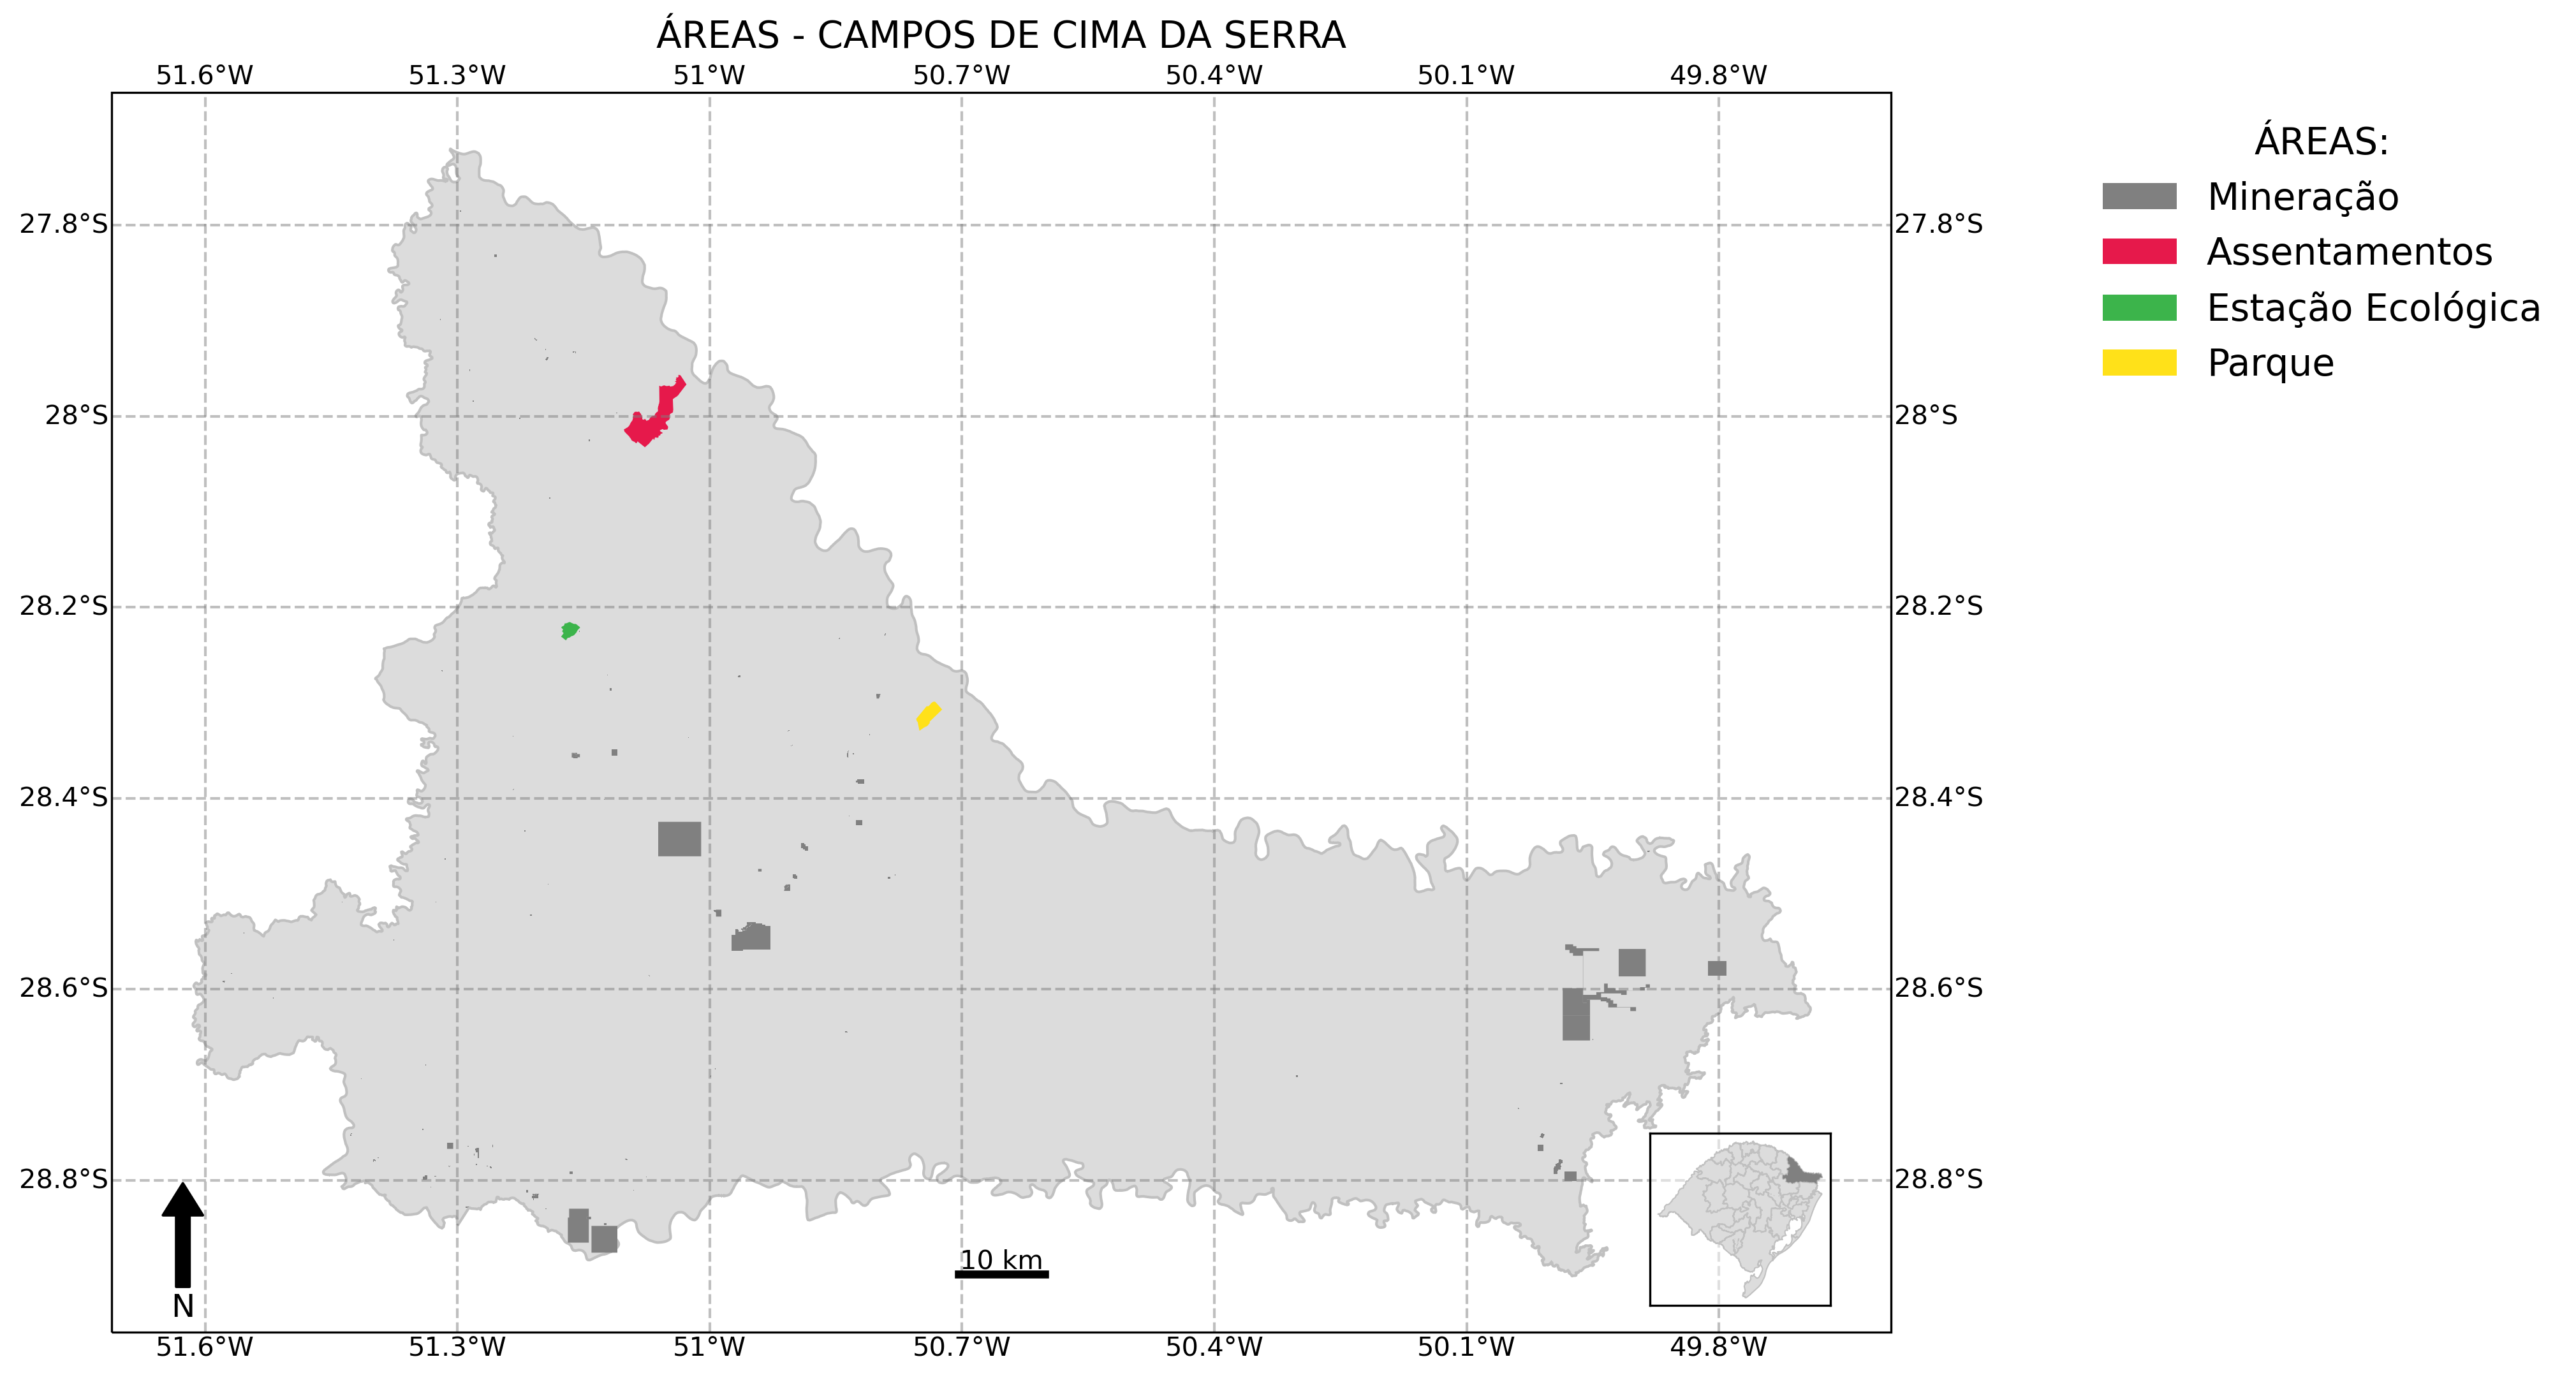 ÁREAS - CAMPOS DE CIMA DA SERRA
51.6°W 51.3°W 51°W 50.7°W 50.4°W 50.1°W 49.8°W
ÁREAS:
Mineração
Assentamentos
Estação Ecológica
Parque
27.8°S 27.8°S
28°S 28°S
28.2°S 28.2°S
28.4°S 28.4°S
28.6°S 28.6°S
28.8°S 28.8°S
10 km
N
51.6°W 51.3°W 51°W 50.7°W 50.4°W 50.1°W 49.8°W